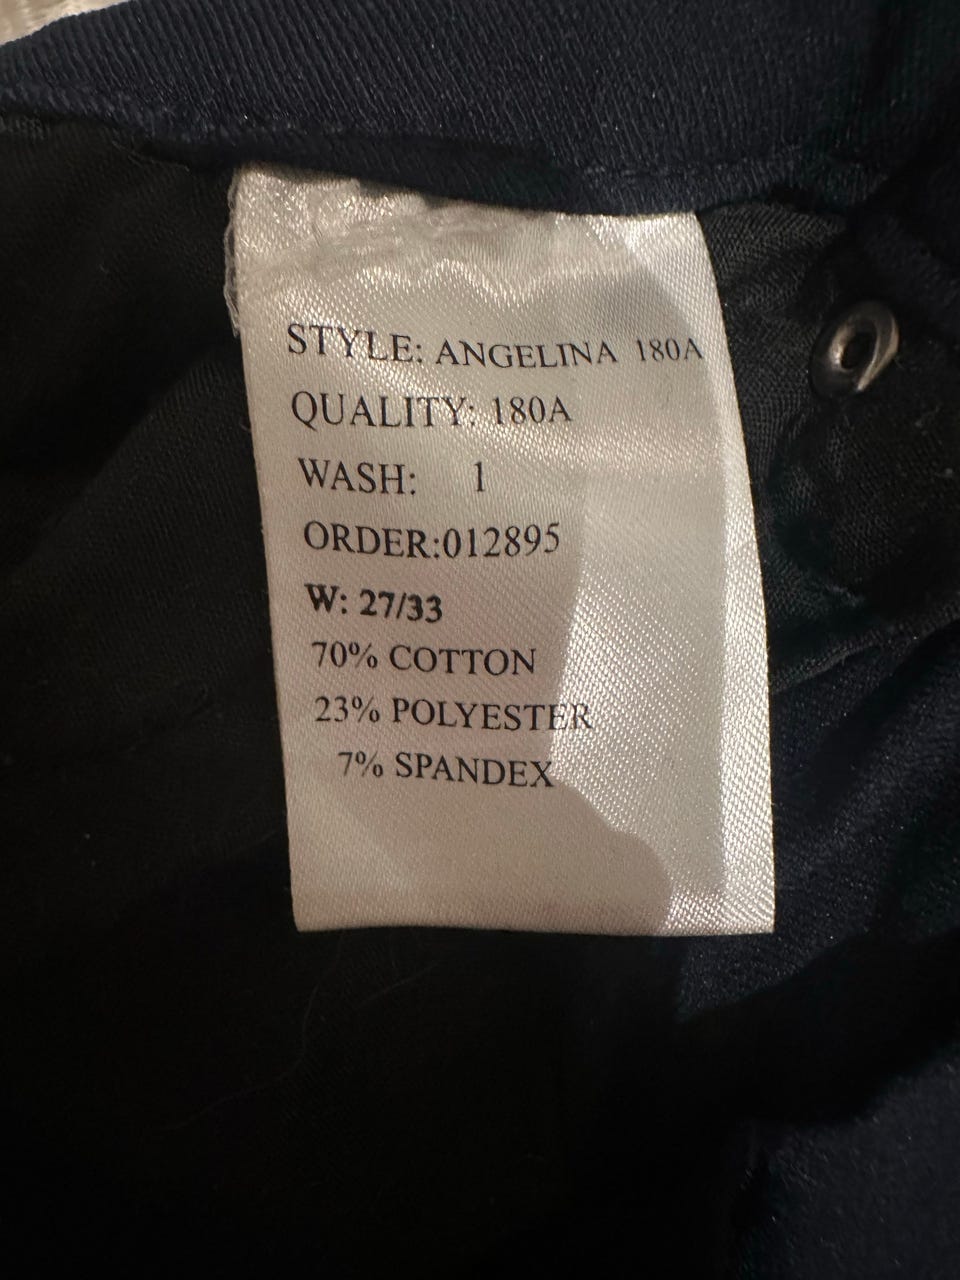 STYLE: ANGELINA 180A
QUALITY: 180A
WASH: 1
ORDER:012895
W: 27/33
70% COTTON
23% POLYESTER
7% SPANDEX